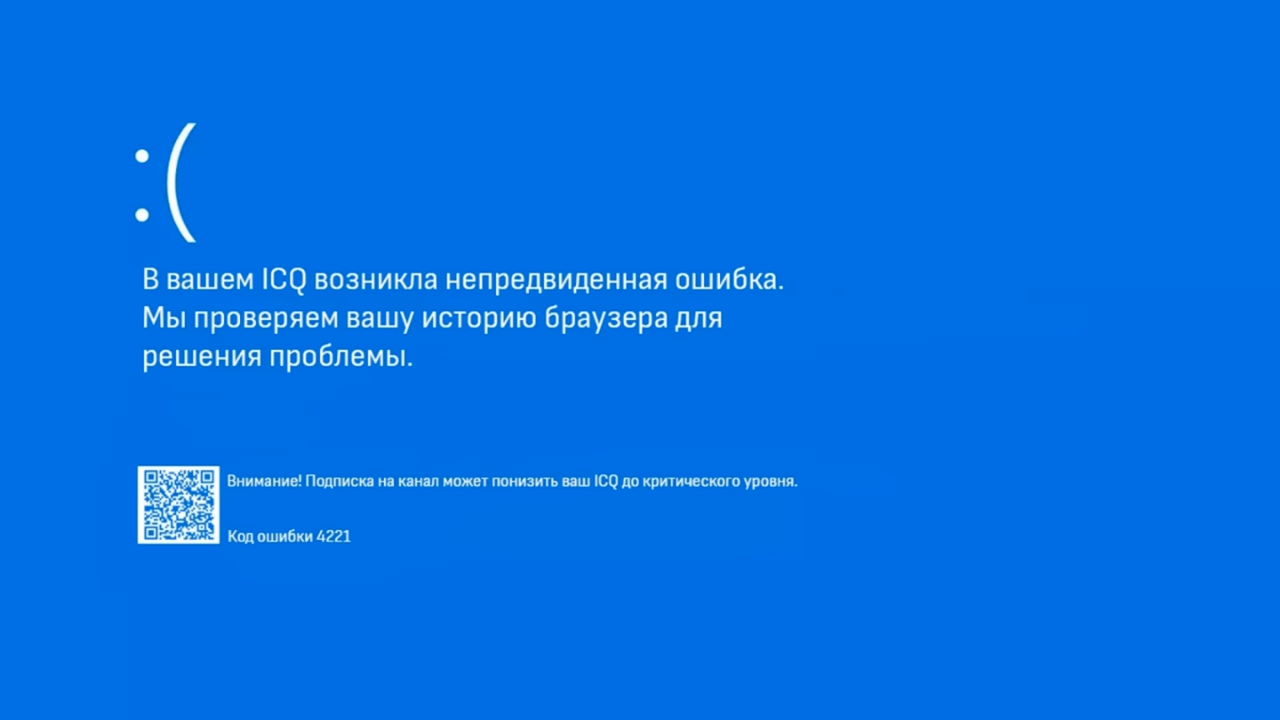 :(
В вашем ICQ возникла непредвиденная ошибка.
Мы проверяем вашу историю браузера для
решения проблемы.
Внимание! Подписка на канал может понизить ваш ICQ до критического уровня.
Код ошибки 4221